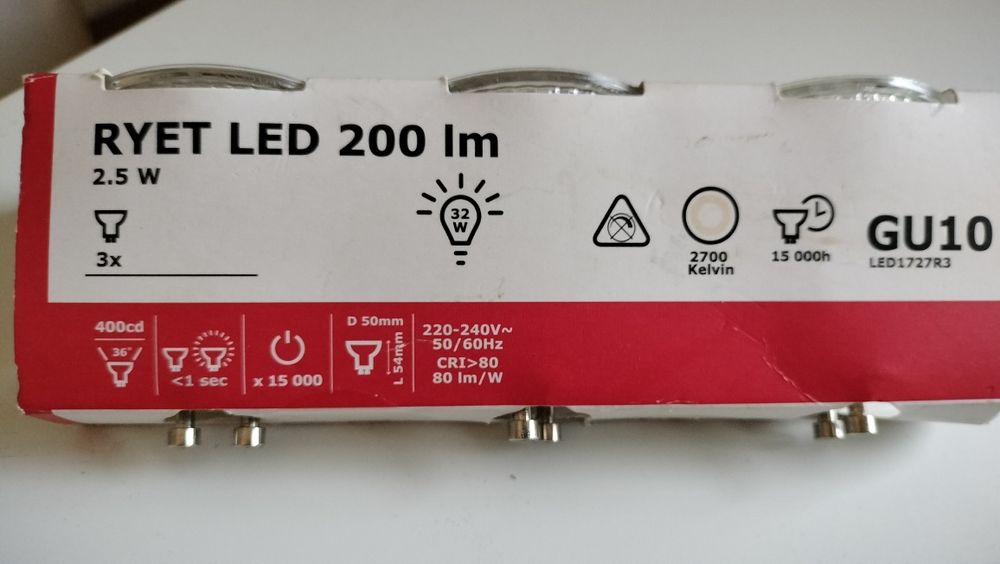 RYET LED 200 lm
2.5 W
3x
32
W
2700
Kelvin
15 000h
GU10
LED1727R3
400cd
36°
<1 sec
x 15 000
D 50mm
L 54mm
220-240V~
50/60Hz
CRI>80
80 lm/W